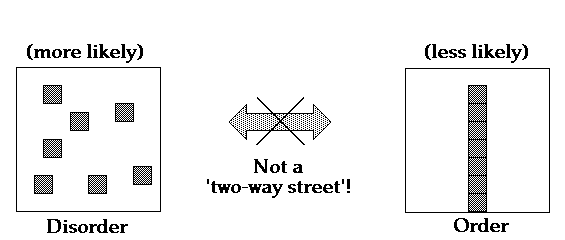 (more likely)
(less likely)
Not a
'two-way street'!
Disorder
Order